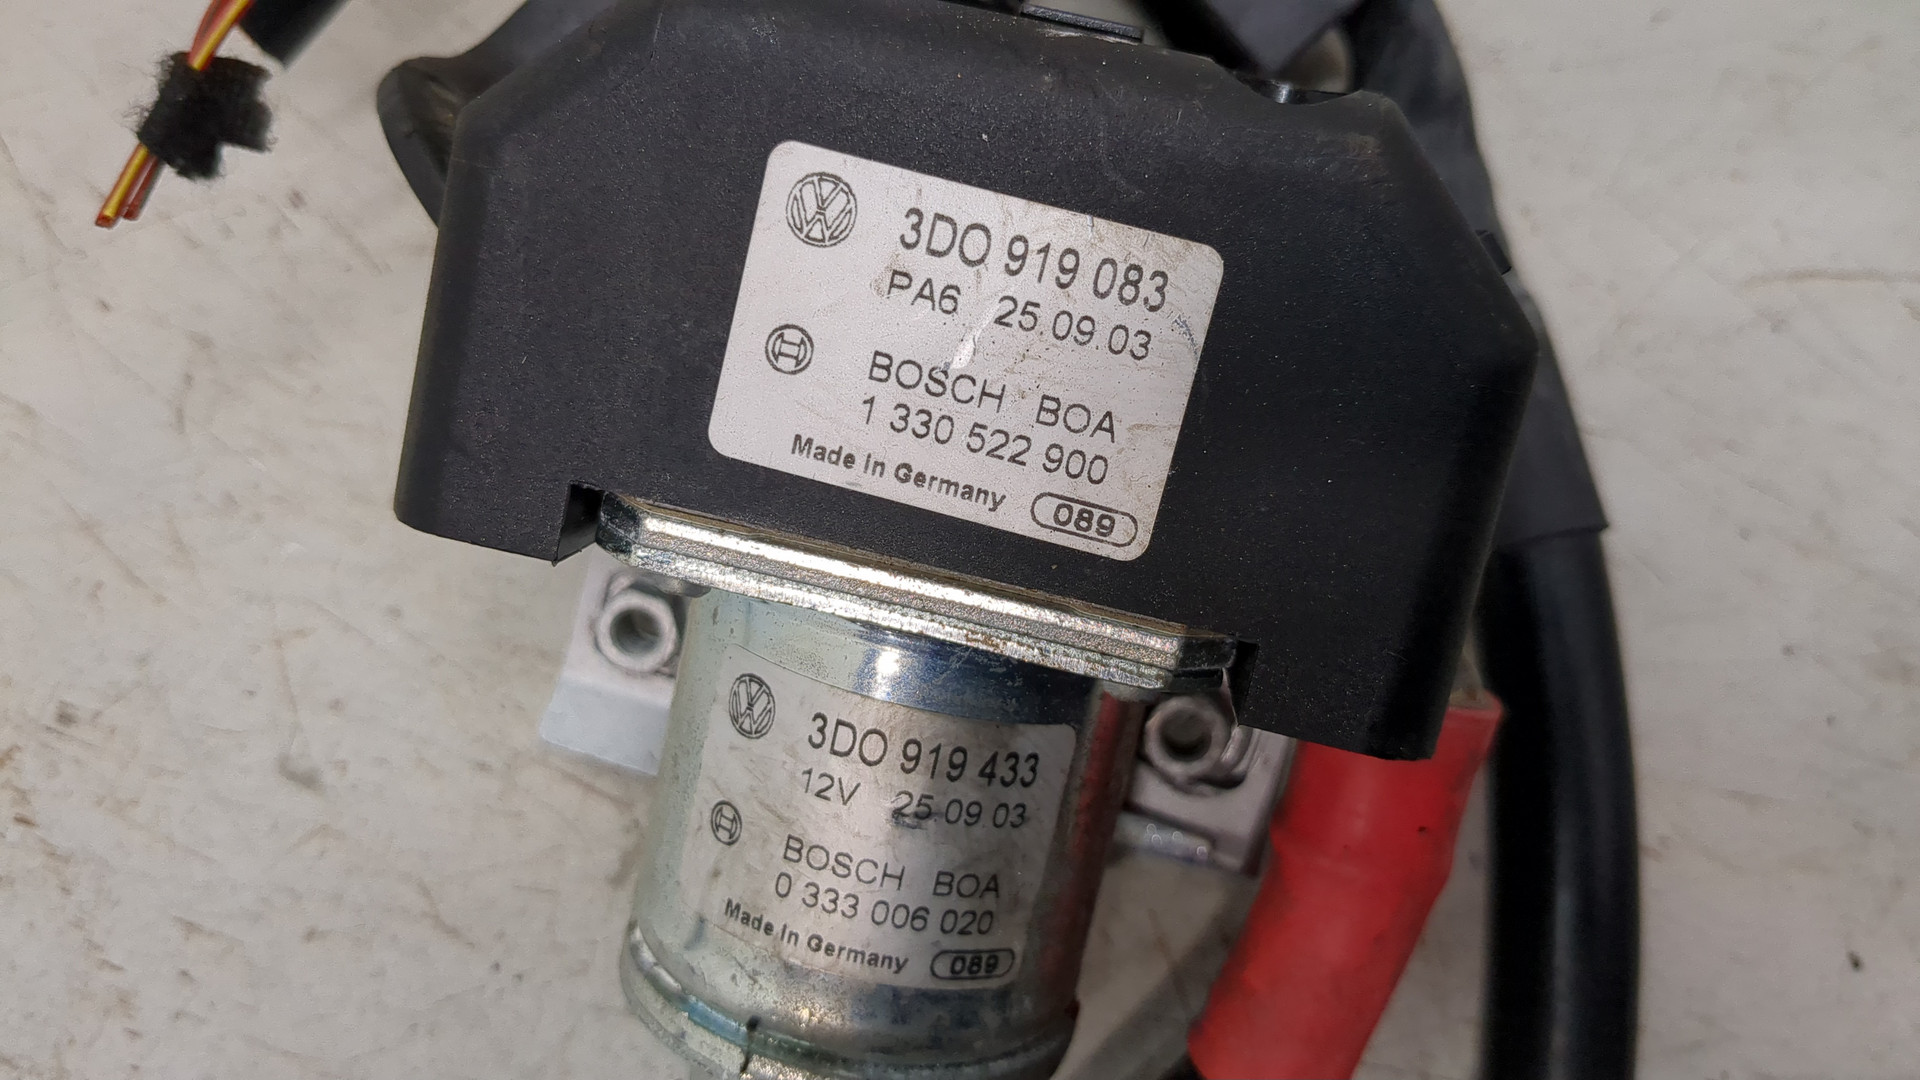 3D0 919 083
PA6 25.09.03
BOSCH BOA
1 330 522 900
Made in Germany 089
3D0 919 433
12V 25.09.03
BOSCH BOA
0 333 006 020
Made in Germany 089